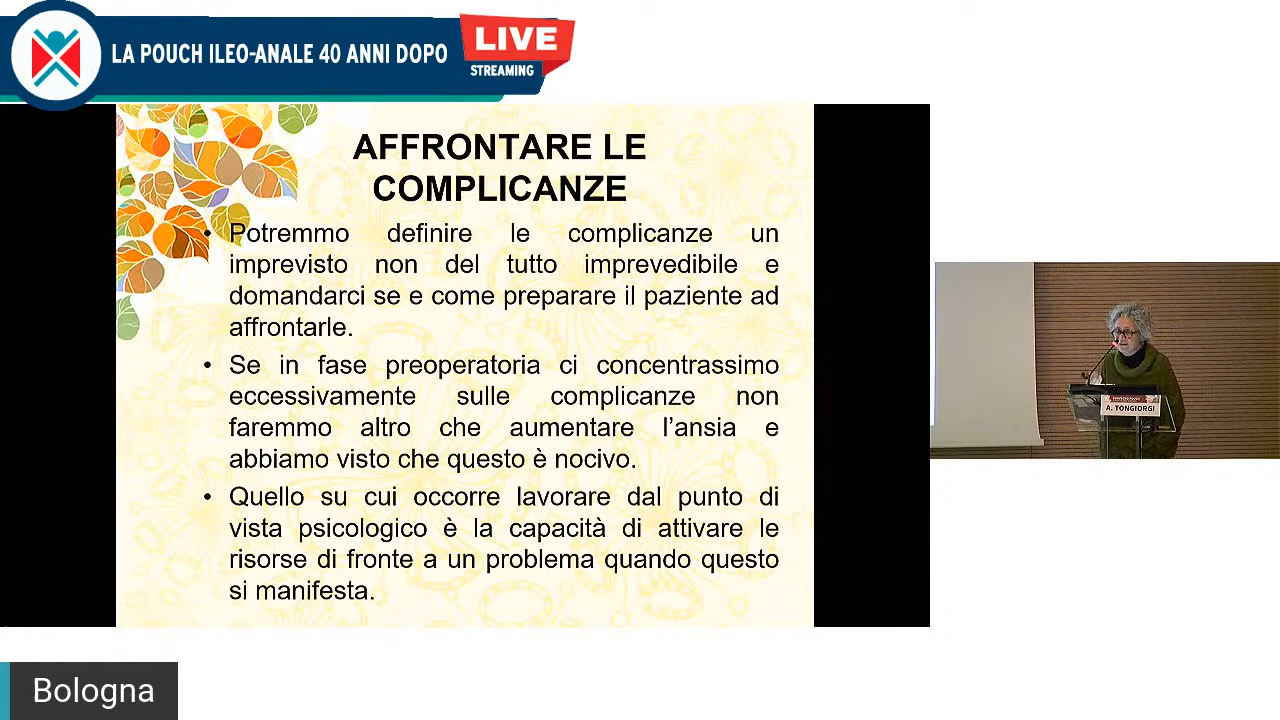 LA POUCH ILEO-ANALE 40 ANNI DOPO
LIVE
STREAMING
AFFRONTARE LE
COMPLICANZE
• Potremmo definire le complicanze un
imprevisto non del tutto imprevedibile e
domandarci se e come preparare il paziente ad
affrontarle.
• Se in fase preoperatoria ci concentrassimo
eccessivamente sulle complicanze non
faremmo altro che aumentare l’ansia e
abbiamo visto che questo è nocivo.
• Quello su cui occorre lavorare dal punto di
vista psicologico è la capacità di attivare le
risorse di fronte a un problema quando questo
si manifesta.
A. TONGIORGI
Bologna